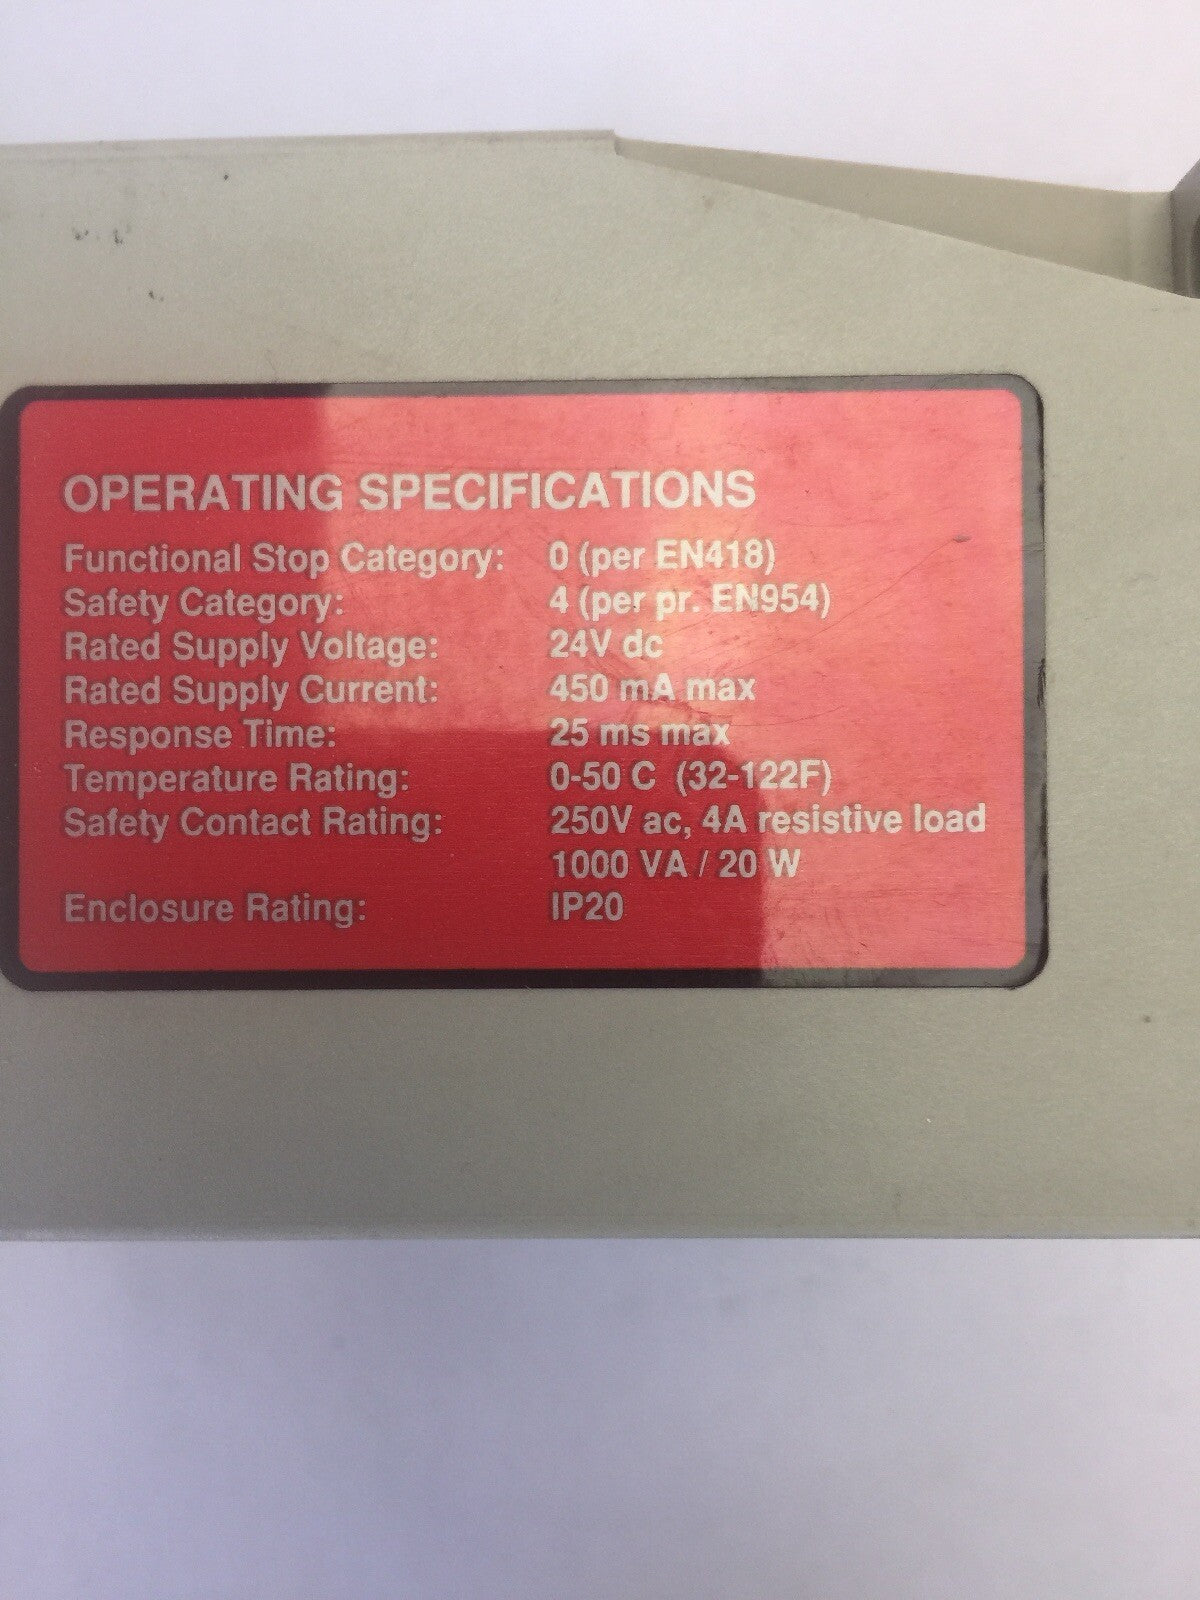 OPERATING SPECIFICATIONS
Functional Stop Category: 0 (per EN418)
Safety Category: 4 (per pr. EN954)
Rated Supply Voltage: 24V dc
Rated Supply Current: 450 mA max
Response Time: 25 ms max
Temperature Rating: 0-50 C (32-122F)
Safety Contact Rating: 250V ac, 4A resistive load
1000 VA / 20 W
Enclosure Rating: IP20